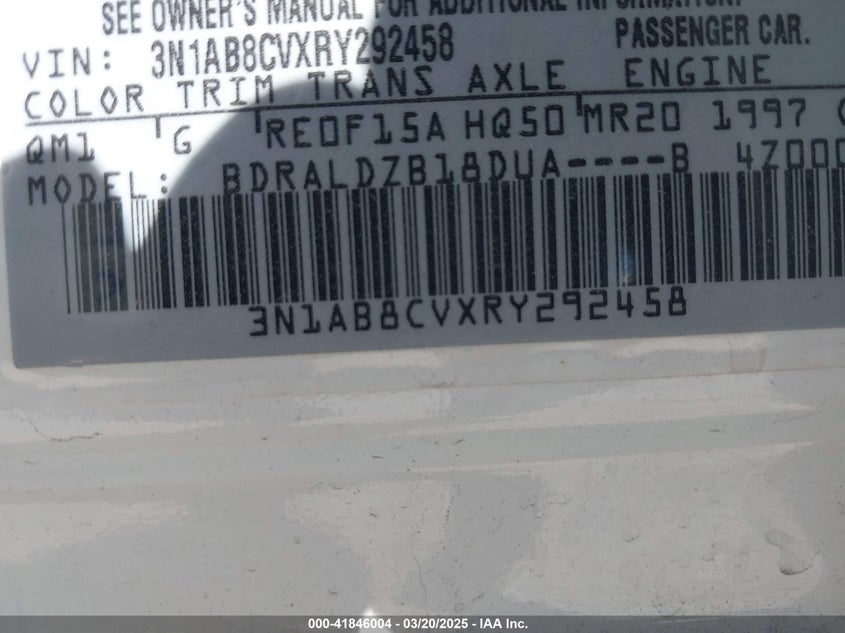 SEE OWNER'S MANUAL FOR ADDITIONAL INFORMATION.
VIN: 3N1AB8CVXRY292458 PASSENGER CAR.
COLOR TRIM TRANS AXLE ENGINE
QM1 G RE0F15A HQ50 MR20 1997
MODEL: BDRALDZB18DUA----B 4Z000
3N1AB8CVXRY292458
000-41846004 / 03/20/2025 - IAA Inc.